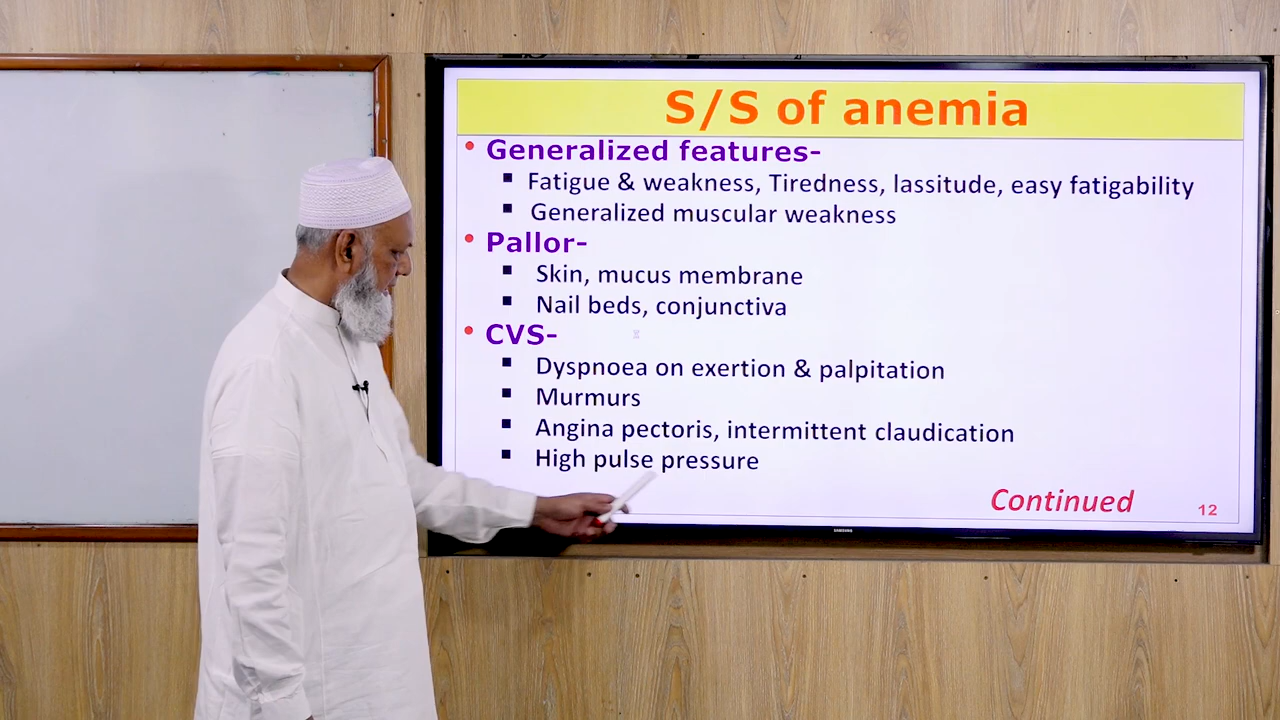 S/S of anemia
• Generalized features-
▪ Fatigue & weakness, Tiredness, lassitude, easy fatigability
▪ Generalized muscular weakness
• Pallor-
▪ Skin, mucus membrane
▪ Nail beds, conjunctiva
• CVS-
▪ Dyspnoea on exertion & palpitation
▪ Murmurs
▪ Angina pectoris, intermittent claudication
▪ High pulse pressure
Continued
12
SAMSUNG